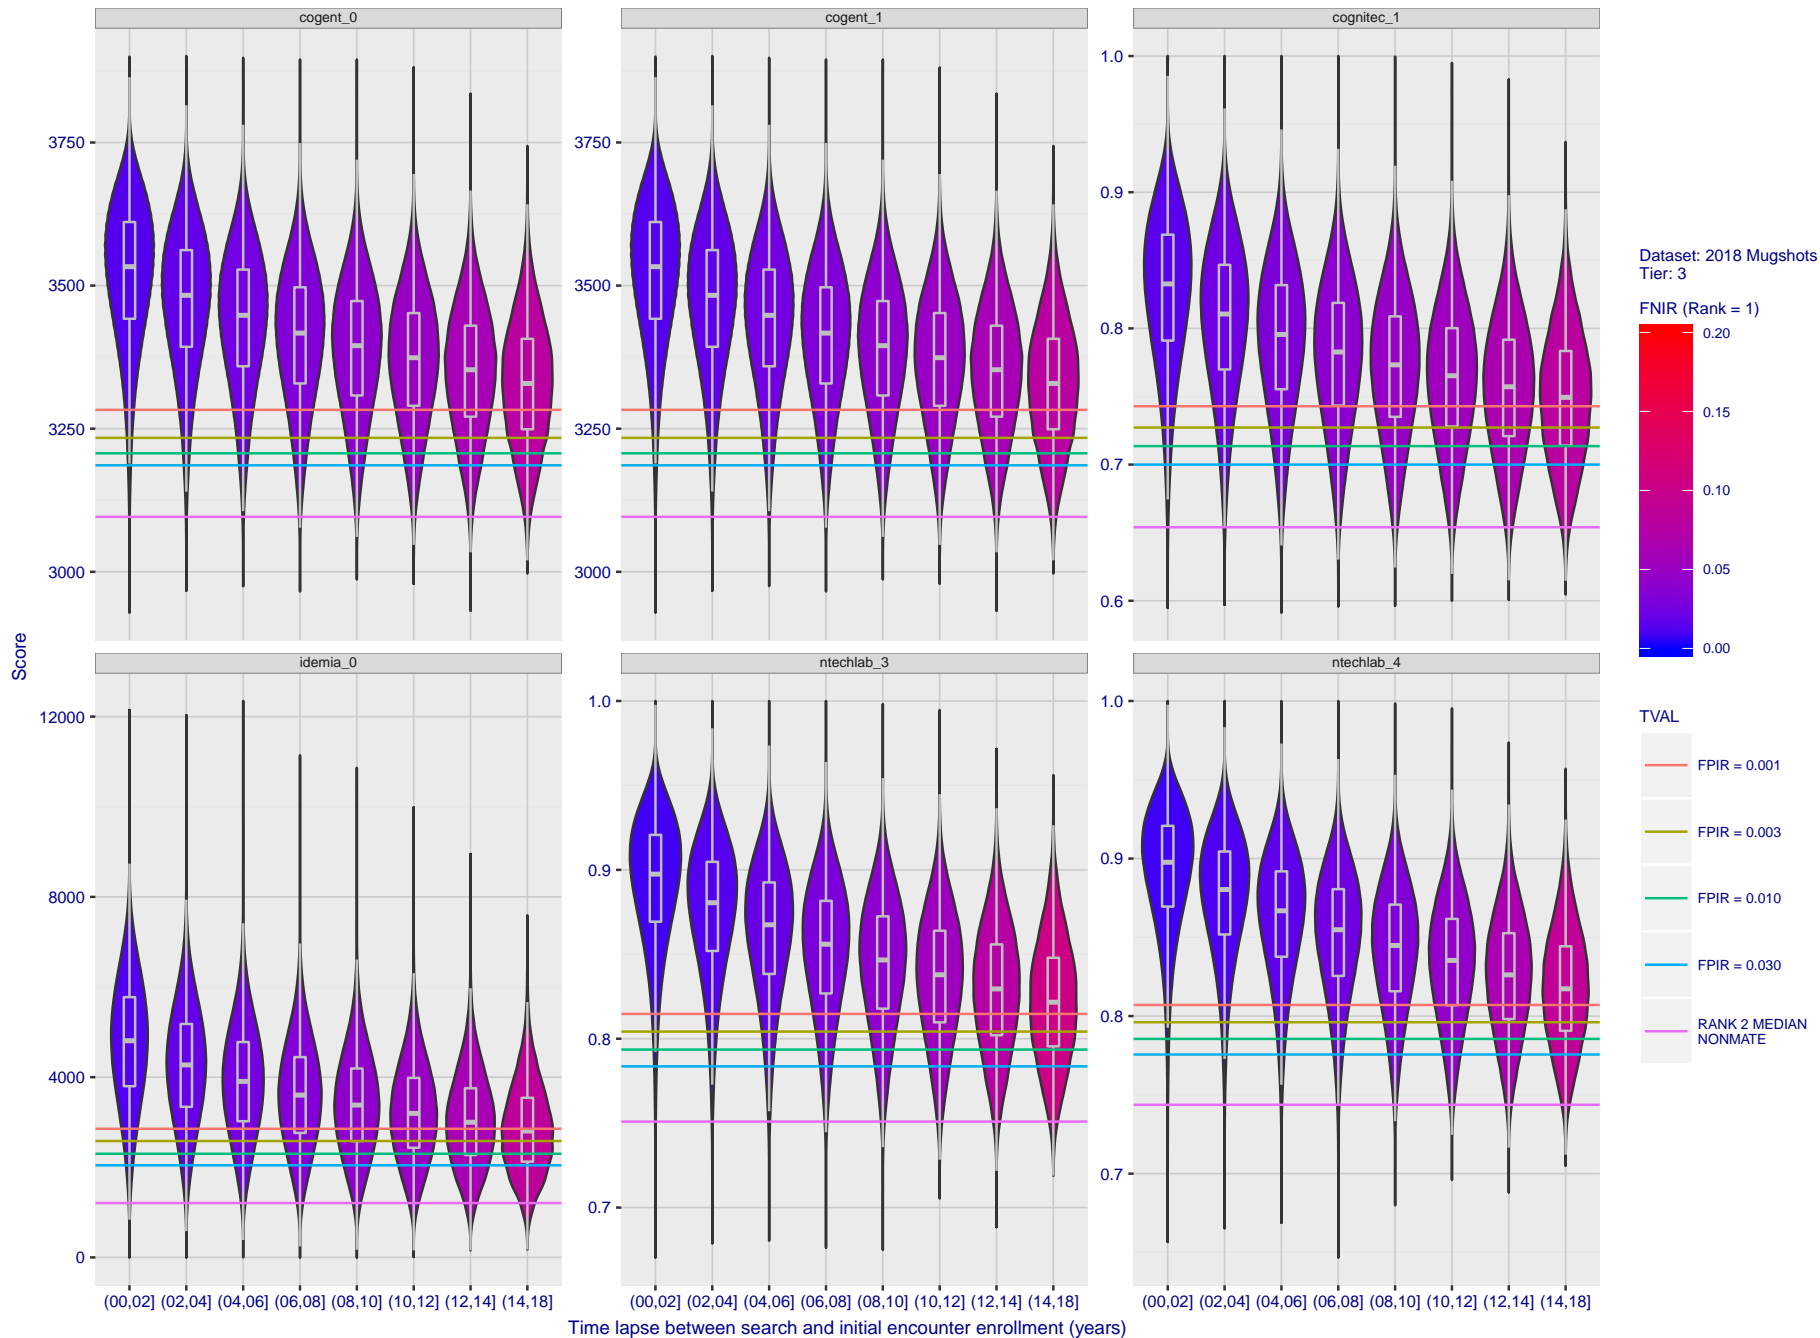 cogent_0
cogent_1
cognitec_1
3750
3500
3250
3000
3750
3500
3250
3000
1.0
0.9
0.8
0.7
0.6
Score
idemia_0
ntechlab_3
ntechlab_4
12000
8000
4000
0
1.0
0.9
0.8
0.7
1.0
0.9
0.8
0.7
(00,02] (02,04] (04,06] (06,08] (08,10] (10,12] (12,14] (14,18]
(00,02] (02,04] (04,06] (06,08] (08,10] (10,12] (12,14] (14,18]
(00,02] (02,04] (04,06] (06,08] (08,10] (10,12] (12,14] (14,18]
Time lapse between search and initial encounter enrollment (years)
Dataset: 2018 Mugshots
Tier: 3
FNIR (Rank = 1)
0.20
0.15
0.10
0.05
0.00
TVAL
FPIR = 0.001
FPIR = 0.003
FPIR = 0.010
FPIR = 0.030
RANK 2 MEDIAN
NONMATE